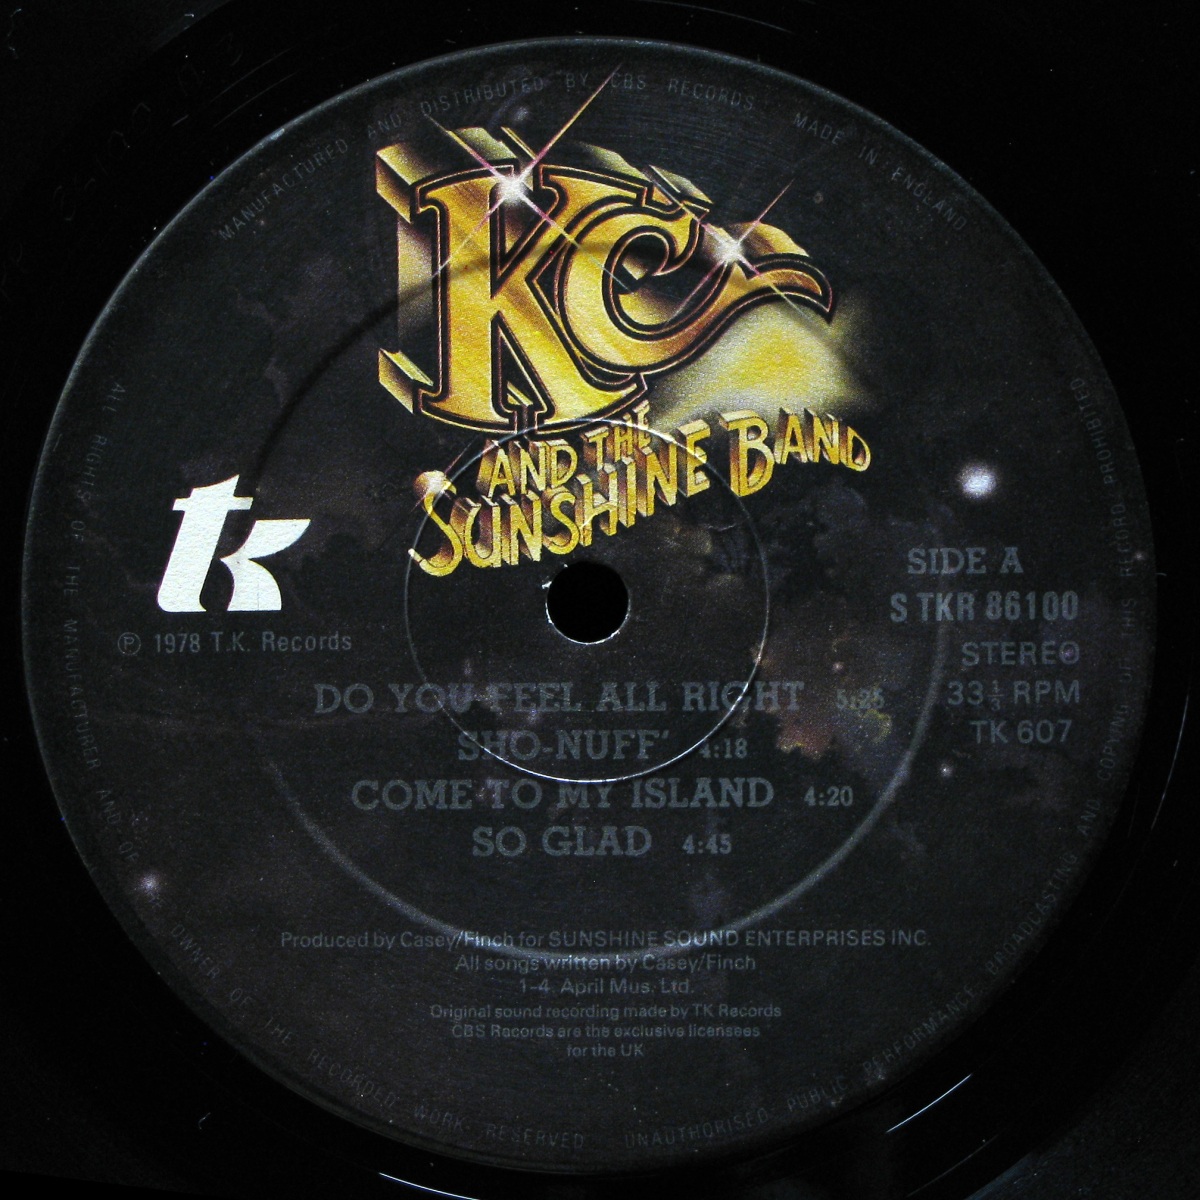 MANUFACTURED AND DISTRIBUTED BY CBS RECORDS MADE IN ENGLAND
KC
AND THE
SUNSHINE BAND
tk
℗ 1978 T.K. Records
SIDE A
S TKR 86100
STEREO
33⅓ RPM
TK 607
DO YOU FEEL ALL RIGHT 5:25
SHO-NUFF' 4:18
COME TO MY ISLAND 4:20
SO GLAD 4:45
Produced by Casey/Finch for SUNSHINE SOUND ENTERPRISES INC.
All songs written by Casey/Finch
1-4. April Mus. Ltd.
Original sound recording made by TK Records
CBS Records are the exclusive licensees
for the UK
ALL RIGHTS OF THE MANUFACTURER AND OF THE OWNER OF THE RECORDED WORK RESERVED UNAUTHORISED PUBLIC PERFORMANCE BROADCASTING AND COPYING OF THIS RECORD PROHIBITED